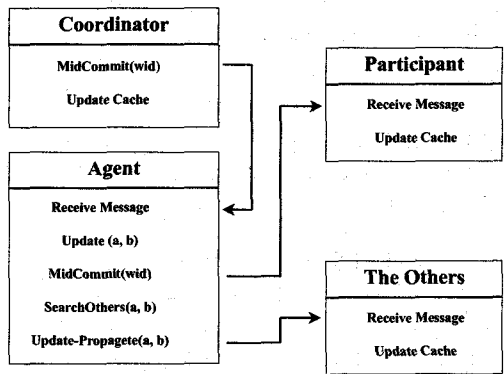 Coordinator
MidCommit(wid)
Update Cache
Agent
Receive Message
Update (a, b)
MidCommit(wid)
SearchOthers(a, b)
Update-Propagete(a, b)
Participant
Receive Message
Update Cache
The Others
Receive Message
Update Cache